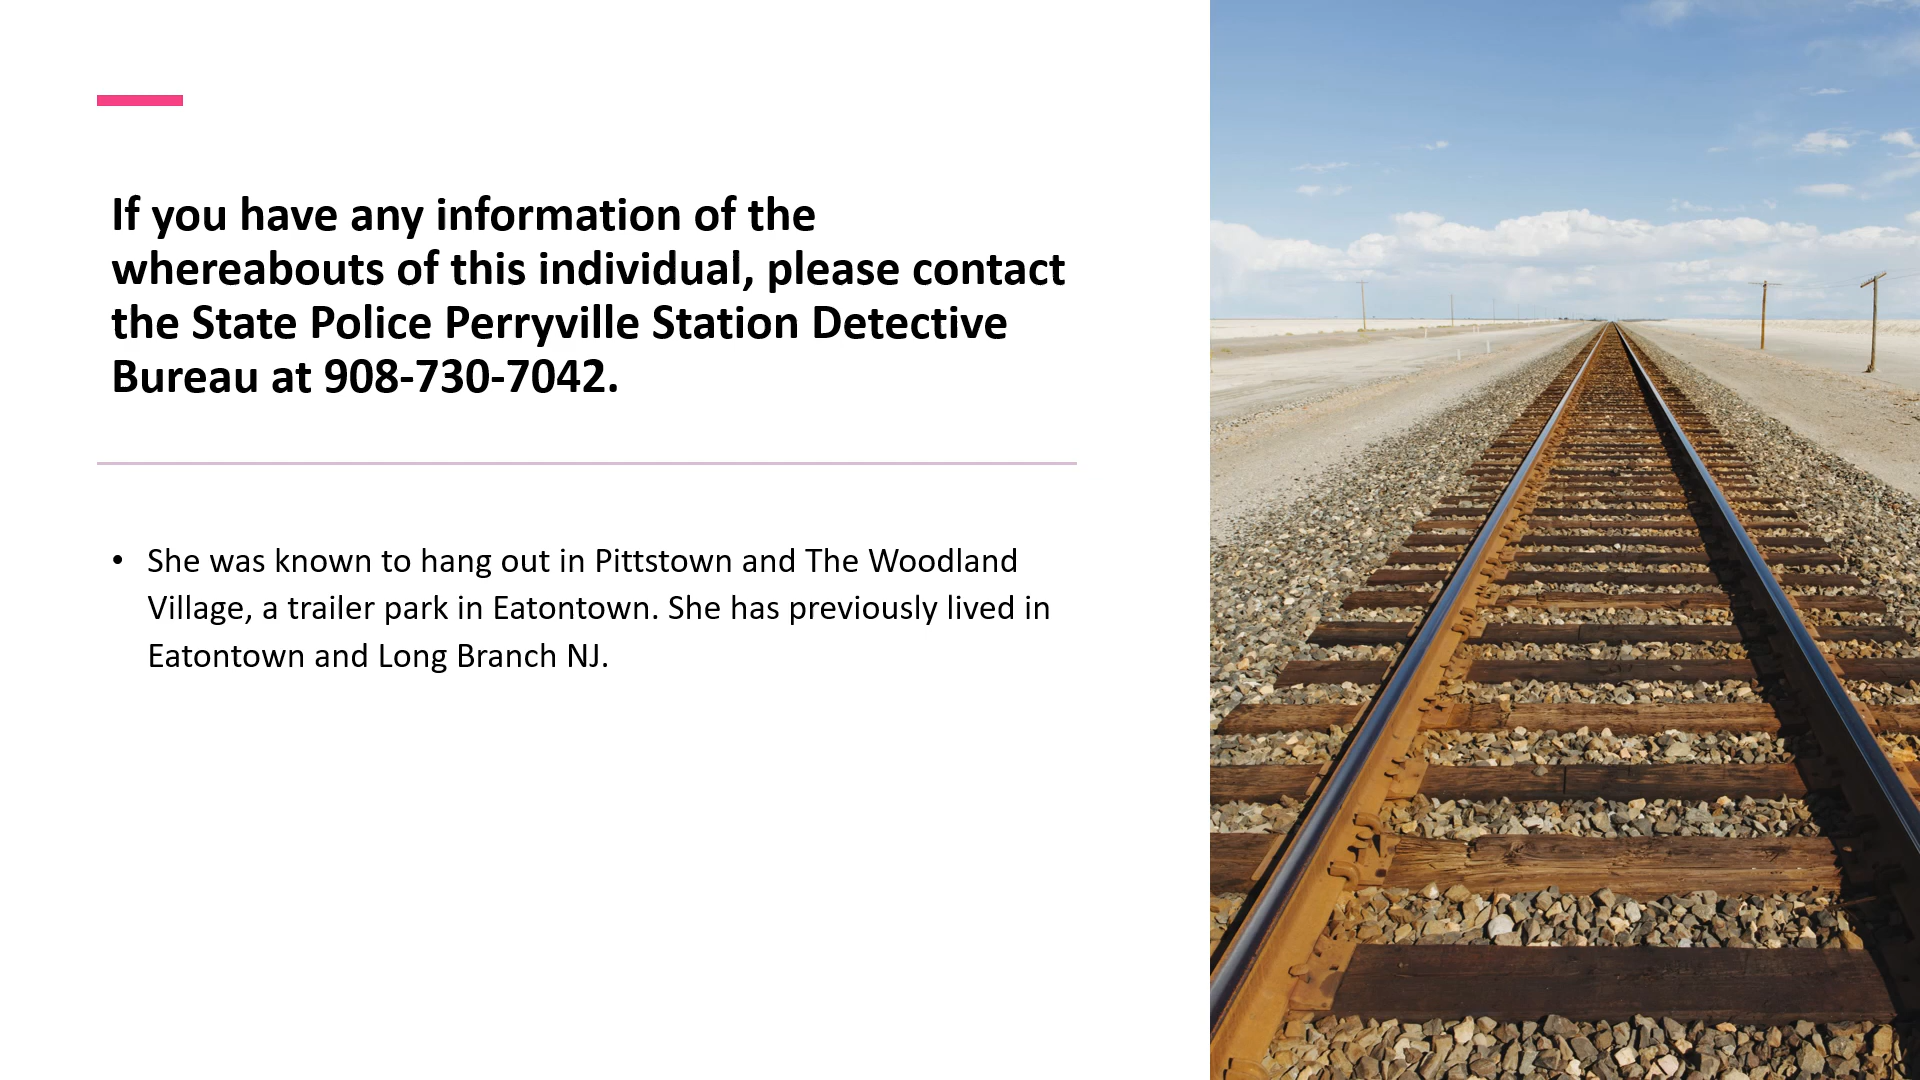 If you have any information of the
whereabouts of this individual, please contact
the State Police Perryville Station Detective
Bureau at 908-730-7042.
• She was known to hang out in Pittstown and The Woodland
Village, a trailer park in Eatontown. She has previously lived in
Eatontown and Long Branch NJ.